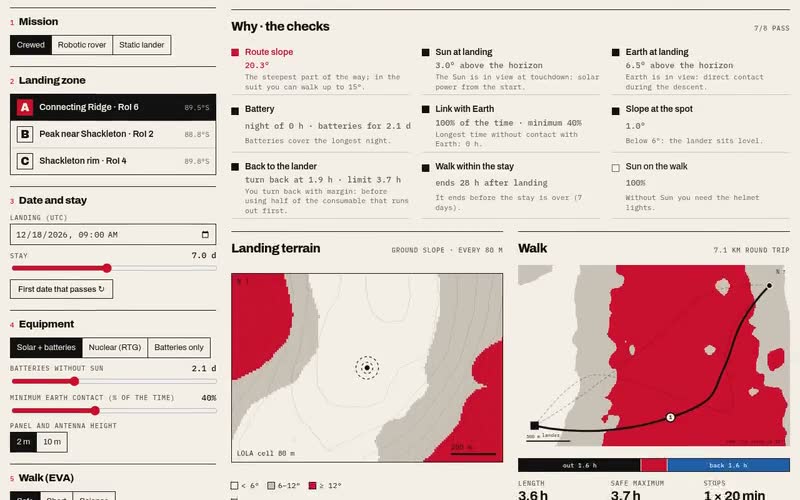 1 Mission
Crewed
Robotic rover
Static lander
2 Landing zone
A Connecting Ridge · RoI 6 89.5°S
B Peak near Shackleton · RoI 2 88.8°S
C Shackleton rim · RoI 4 89.8°S
3 Date and stay
LANDING (UTC)
12/18/2026, 09:00 AM
STAY 7.0 d
First date that passes ↻
4 Equipment
Solar + batteries
Nuclear (RTG)
Batteries only
BATTERIES WITHOUT SUN 2.1 d
MINIMUM EARTH CONTACT (% OF THE TIME) 40%
PANEL AND ANTENNA HEIGHT
2 m
10 m
5 Walk (EVA)
Safe
Short
Balance
Why · the checks 7/8 PASS
Route slope
20.3°
The steepest part of the way; in the
suit you can walk up to 15°.
Sun at landing
3.0° above the horizon
The Sun is in view at touchdown: solar
power from the start.
Earth at landing
6.5° above the horizon
Earth is in view: direct contact
during the descent.
Battery
night of 0 h · batteries for 2.1 d
Batteries cover the longest night.
Link with Earth
100% of the time · minimum 40%
Longest time without contact with
Earth: 0 h.
Slope at the spot
1.0°
Below 6°: the lander sits level.
Back to the lander
turn back at 1.9 h · limit 3.7 h
You turn back with margin: before
using half of the consumable that runs
out first.
Walk within the stay
ends 28 h after landing
It ends before the stay is over (7
days).
Sun on the walk
100%
Without Sun you need the helmet
lights.
Landing terrain GROUND SLOPE · EVERY 80 M
N ↑
LOLA cell 80 m
200 m
< 6°
6–12°
≥ 12°
Walk 7.1 KM ROUND TRIP
N ↑
1
lander
500 m
out 1.6 h
back 1.6 h
LENGTH
3.6 h
SAFE MAXIMUM
3.7 h
STOPS
1 × 20 min